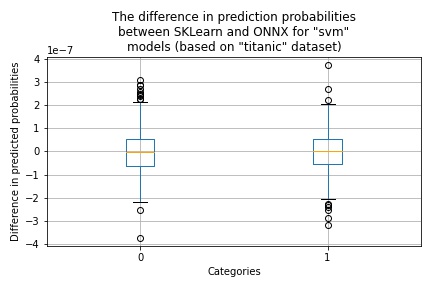 The difference in prediction probabilities
between SKLearn and ONNX for "svm"
models (based on "titanic" dataset)
1e−7
4
3
2
1
0
−1
−2
−3
−4
Difference in predicted probabilities
0 1
Categories